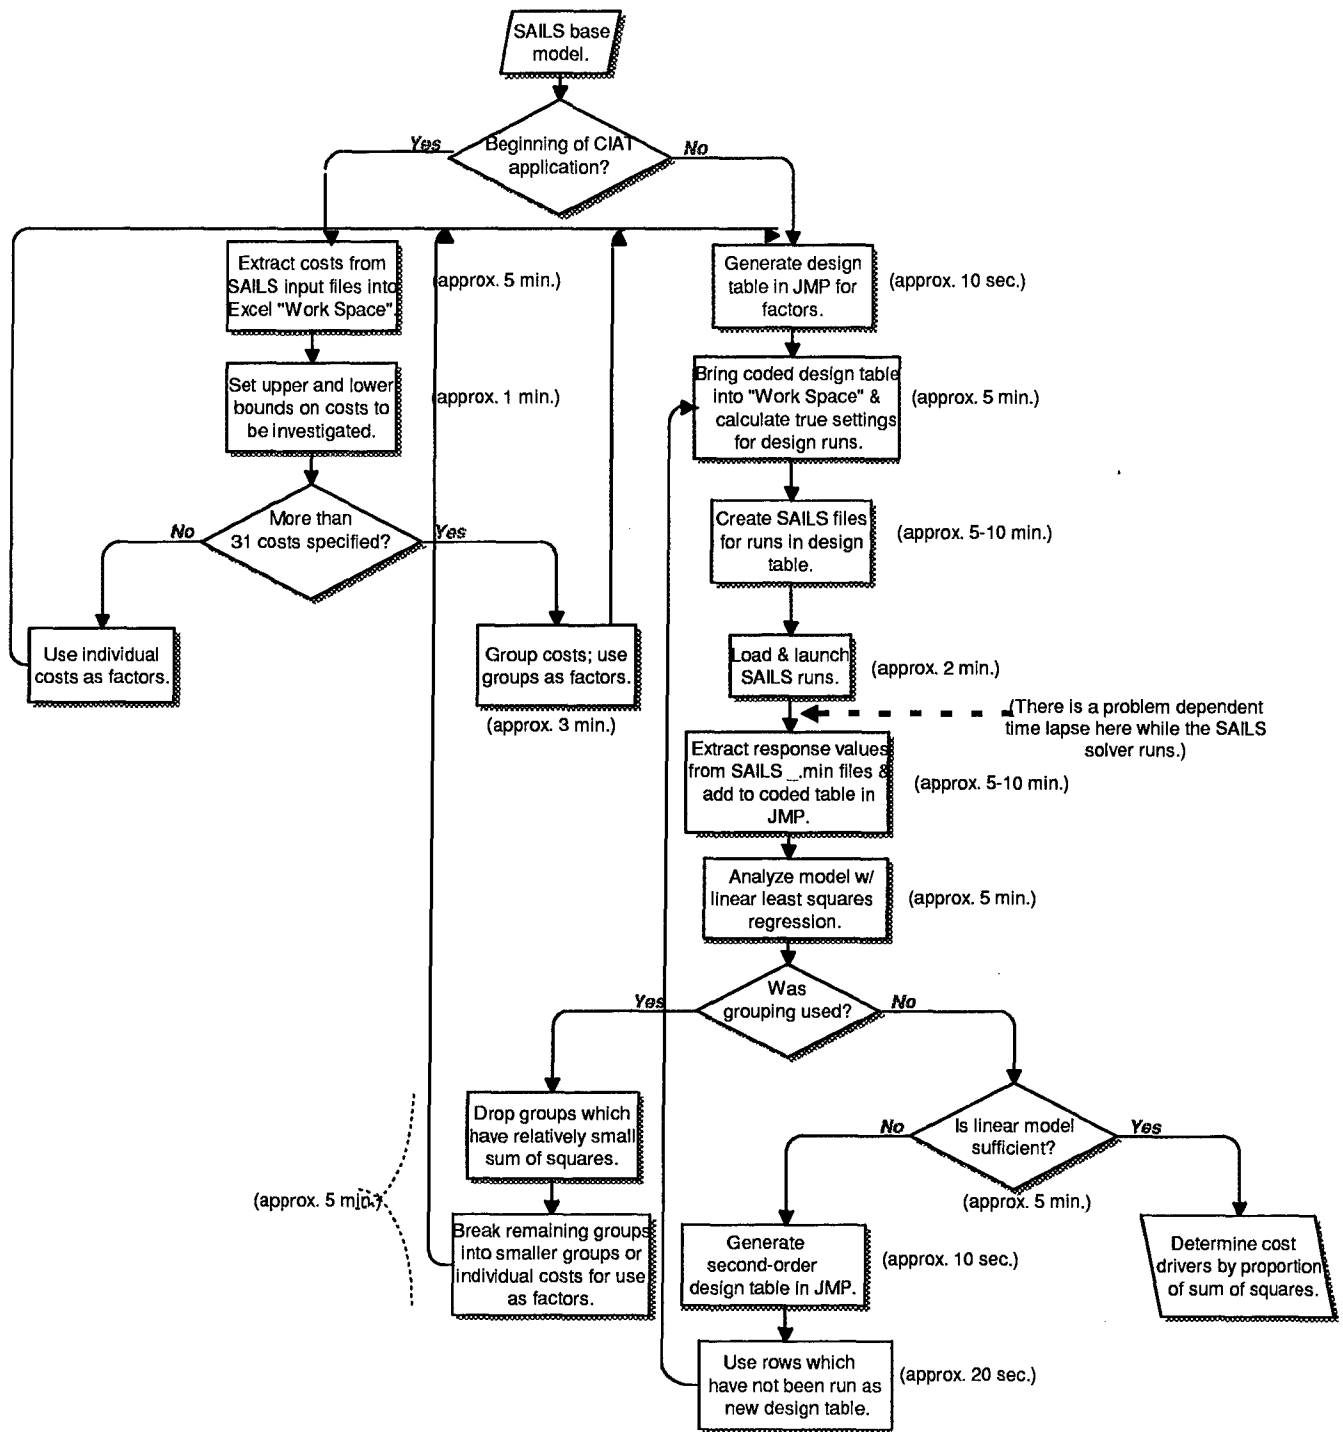 SAILS base
model.
Beginning of CIAT
application?
Yes
No
Extract costs from
SAILS input files into
Excel "Work Space".
(approx. 5 min.)
Set upper and lower
bounds on costs to
be investigated.
(approx. 1 min.)
More than
31 costs specified?
No
Yes
Use individual
costs as factors.
Group costs; use
groups as factors.
(approx. 3 min.)
Generate design
table in JMP for
factors.
(approx. 10 sec.)
Bring coded design table
into "Work Space" &
calculate true settings
for design runs.
(approx. 5 min.)
Create SAILS files
for runs in design
table.
(approx. 5-10 min.)
Load & launch
SAILS runs.
(approx. 2 min.)
(There is a problem dependent
time lapse here while the SAILS
solver runs.)
Extract response values
from SAILS _.min files &
add to coded table in
JMP.
(approx. 5-10 min.)
Analyze model w/
linear least squares
regression.
(approx. 5 min.)
Was
grouping used?
Yes
No
Drop groups which
have relatively small
sum of squares.
(approx. 5 min.)
Break remaining groups
into smaller groups or
individual costs for use
as factors.
Is linear model
sufficient?
No
Yes
(approx. 5 min.)
Generate
second-order
design table in JMP.
(approx. 10 sec.)
Use rows which
have not been run as
new design table.
(approx. 20 sec.)
Determine cost
drivers by proportion
of sum of squares.